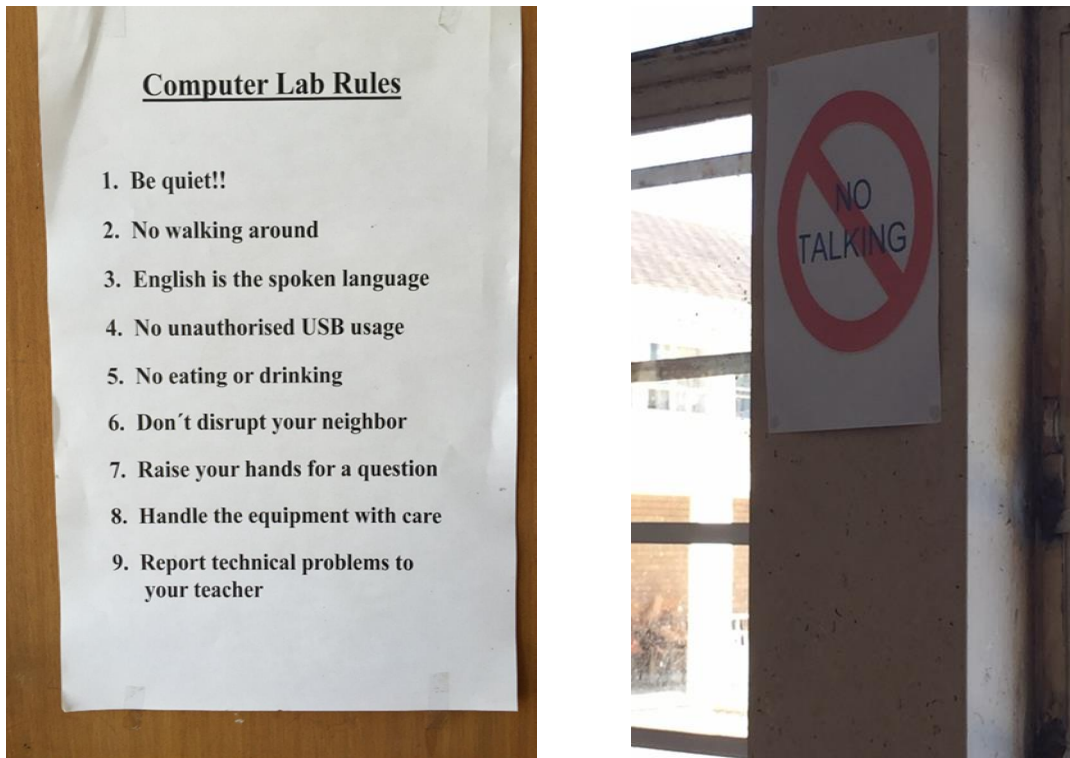 Computer Lab Rules
1. Be quiet!!
2. No walking around
3. English is the spoken language
4. No unauthorised USB usage
5. No eating or drinking
6. Don´t disrupt your neighbor
7. Raise your hands for a question
8. Handle the equipment with care
9. Report technical problems to
your teacher
NO
TALKING